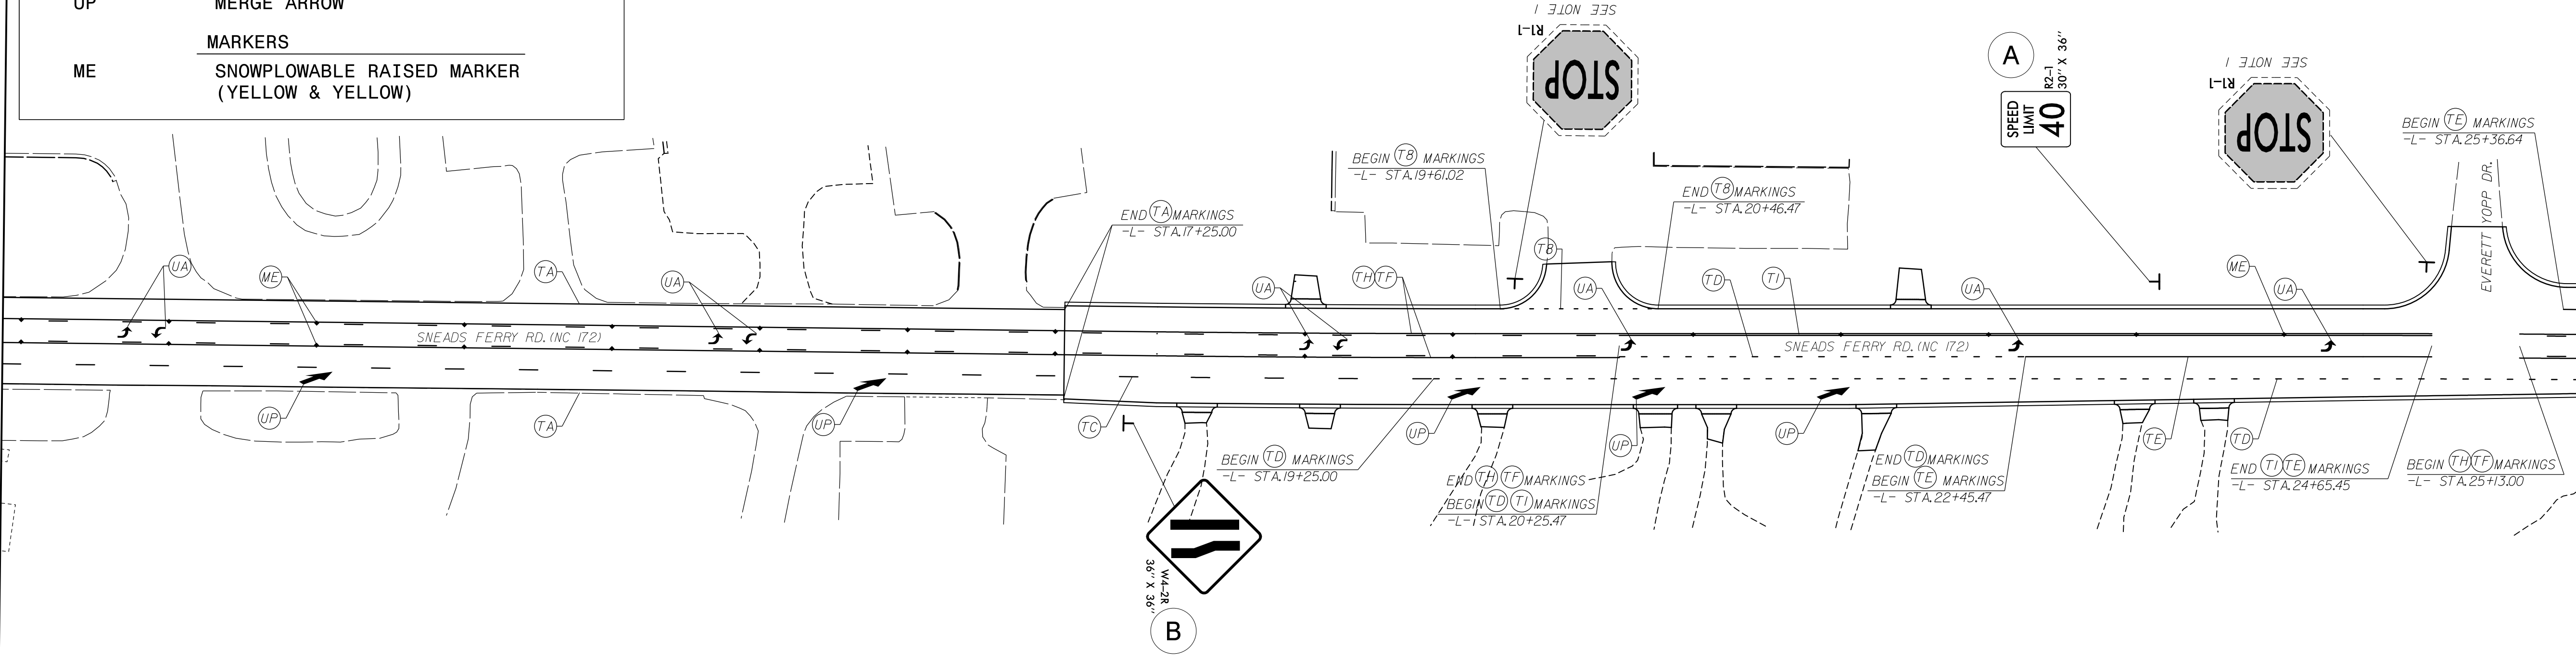 UP MERGE ARROW
MARKERS
ME SNOWPLOWABLE RAISED MARKER
(YELLOW & YELLOW)
SEE NOTE 1
R1-1
STOP
A
R2-1
30" X 36"
SPEED
LIMIT
40
SEE NOTE 1
R1-1
STOP
BEGIN TE MARKINGS
-L- STA.25+36.64
EVERETT YOPP DR.
BEGIN T8 MARKINGS
-L- STA.19+61.02
END T8 MARKINGS
-L- STA.20+46.47
END TA MARKINGS
-L- STA.17+25.00
UA
ME
TA
UA
UA
TH TF
T8
UA
TD
TI
UA
ME
UA
SNEADS FERRY RD. (NC 172)
SNEADS FERRY RD. (NC 172)
UP
TA
UP
TC
UP
UP
UP
TE
TD
BEGIN TD MARKINGS
-L- STA.19+25.00
END TH TF MARKINGS
BEGIN TD TI MARKINGS
-L- STA.20+25.47
END TD MARKINGS
BEGIN TE MARKINGS
-L- STA.22+45.47
END TI TE MARKINGS
-L- STA.24+65.45
BEGIN TH TF MARKINGS
-L- STA.25+13.00
W4-2R
36" X 36"
B